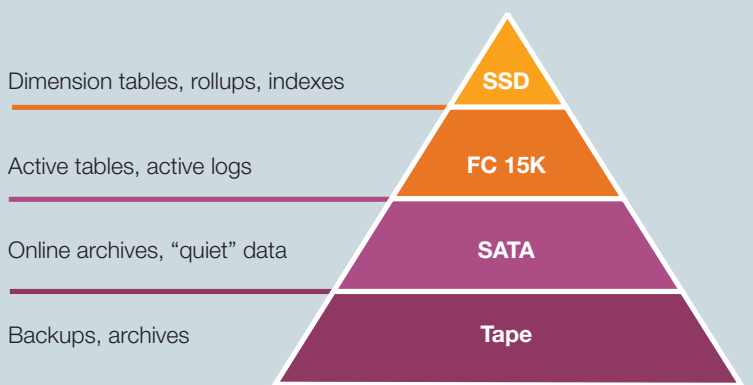 Dimension tables, rollups, indexes
SSD
Active tables, active logs
FC 15K
Online archives, “quiet” data
SATA
Backups, archives
Tape